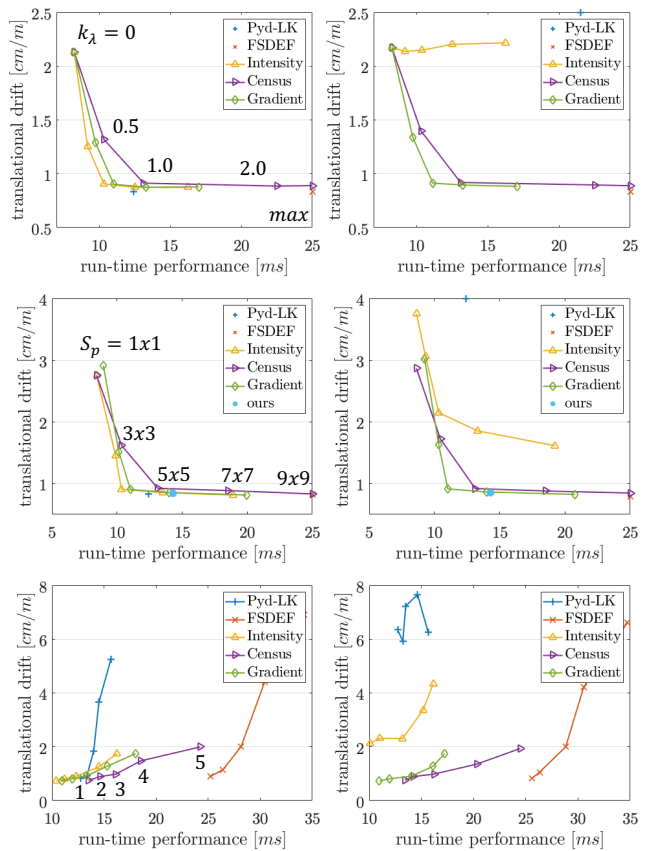 translational drift [cm/m]
2.5
2
1.5
1
0.5
k_λ = 0
0.5
1.0
2.0
max
Pyd-LK
FSDEF
Intensity
Census
Gradient
10 15 20 25
run-time performance [ms]
translational drift [cm/m]
2.5
2
1.5
1
0.5
Pyd-LK
FSDEF
Intensity
Census
Gradient
10 15 20 25
run-time performance [ms]
translational drift [cm/m]
4
3
2
1
S_p = 1x1
3x3
5x5 7x7 9x9
Pyd-LK
FSDEF
Intensity
Census
Gradient
ours
5 10 15 20 25
run-time performance [ms]
translational drift [cm/m]
4
3
2
1
Pyd-LK
FSDEF
Intensity
Census
Gradient
ours
5 10 15 20 25
run-time performance [ms]
translational drift [cm/m]
8
6
4
2
0
Pyd-LK
FSDEF
Intensity
Census
Gradient
1 2 3 4 5
10 15 20 25 30 35
run-time performance [ms]
translational drift [cm/m]
8
6
4
2
0
Pyd-LK
FSDEF
Intensity
Census
Gradient
10 15 20 25 30 35
run-time performance [ms]